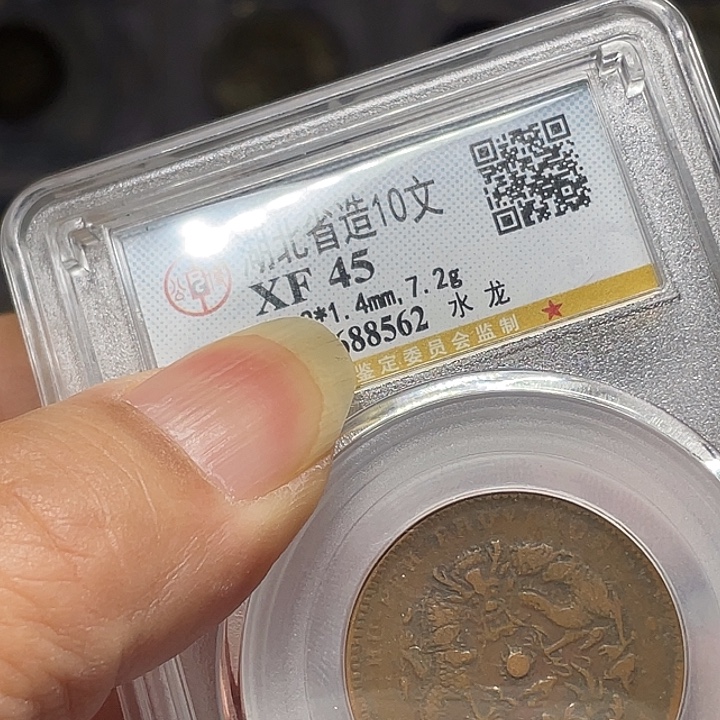 湖北省造10文
XF 45
*1.4mm,7.2g
688562 水龙
鉴定委员会监制